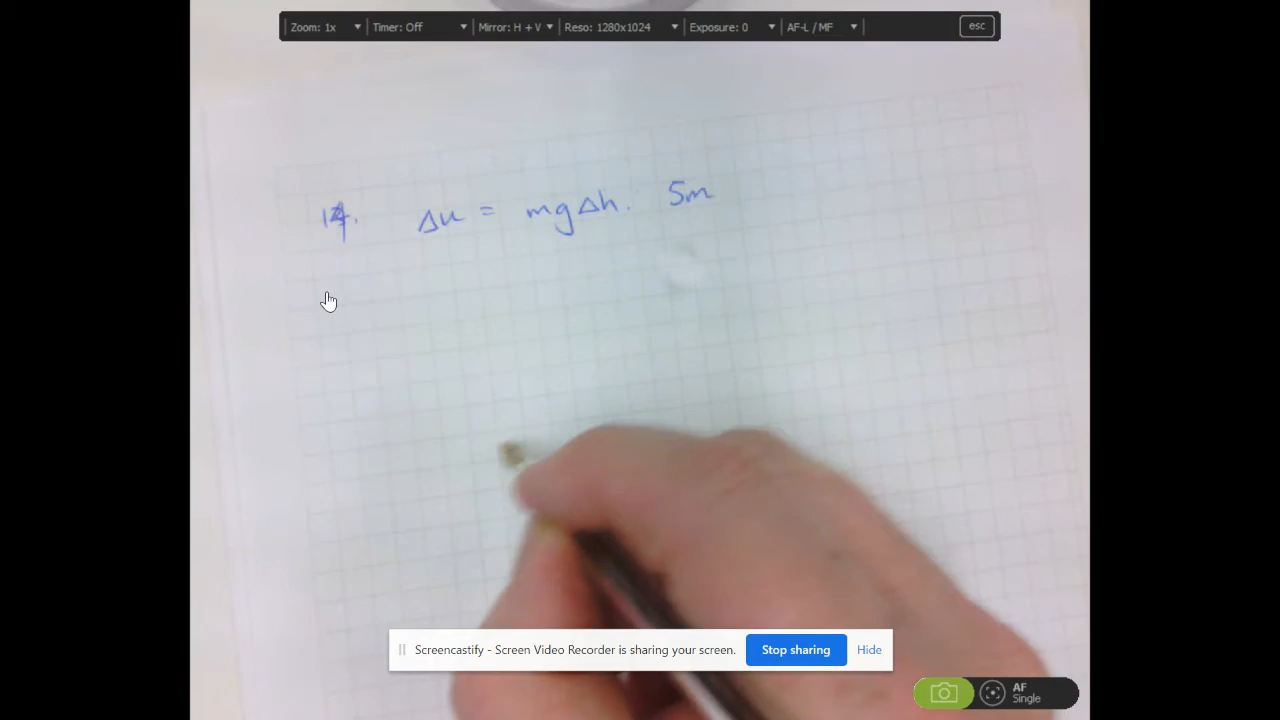 Zoom: 1x Timer: Off Mirror: H + V Reso: 1280x1024 Exposure: 0 AF-L / MF esc
Δu = mgΔh. 5m
Screencastify - Screen Video Recorder is sharing your screen. Stop sharing Hide
AF
Single